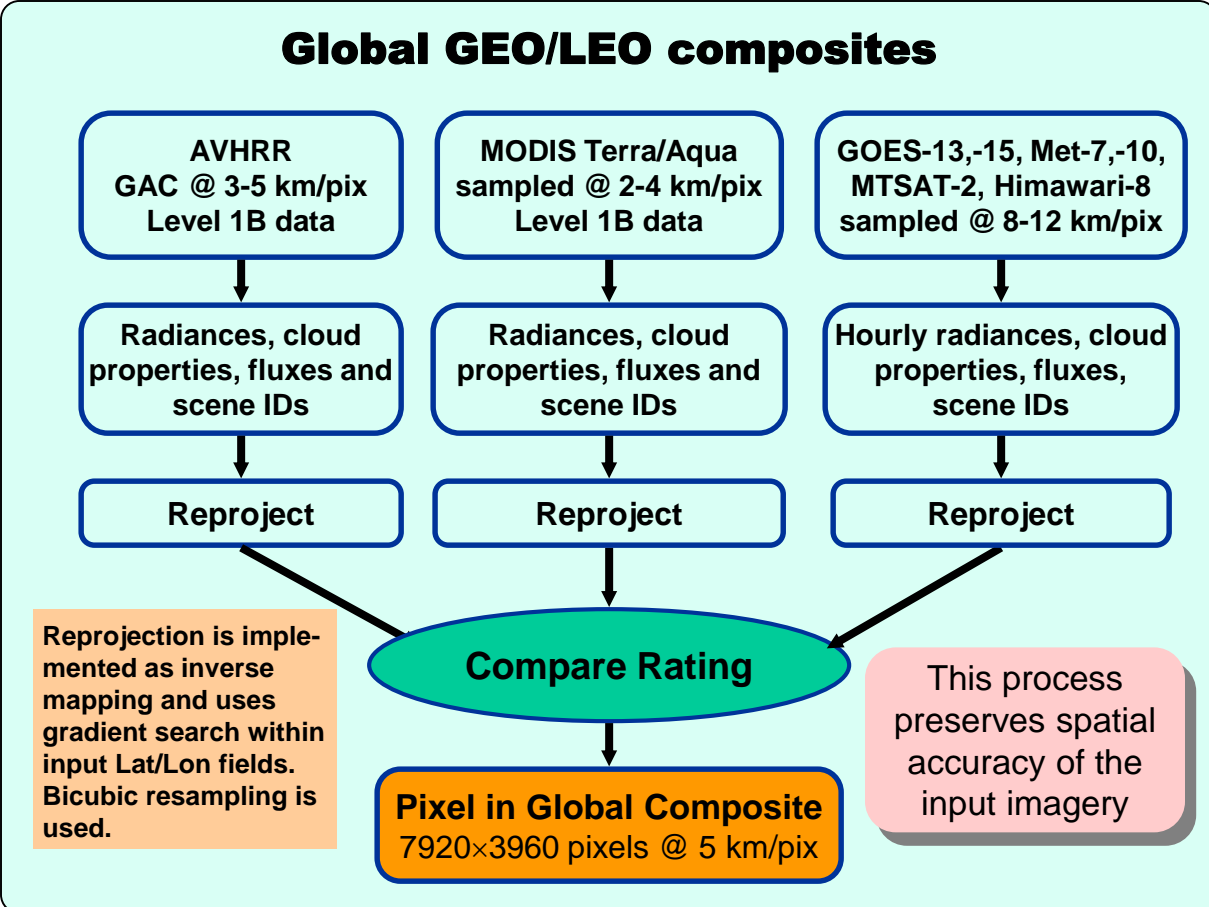 Global GEO/LEO composites
AVHRR
GAC @ 3-5 km/pix
Level 1B data
MODIS Terra/Aqua
sampled @ 2-4 km/pix
Level 1B data
GOES-13,-15, Met-7,-10,
MTSAT-2, Himawari-8
sampled @ 8-12 km/pix
Radiances, cloud
properties, fluxes and
scene IDs
Radiances, cloud
properties, fluxes and
scene IDs
Hourly radiances, cloud
properties, fluxes,
scene IDs
Reproject
Reproject
Reproject
Reprojection is imple-
mented as inverse
mapping and uses
gradient search within
input Lat/Lon fields.
Bicubic resampling is
used.
Compare Rating
This process
preserves spatial
accuracy of the
input imagery
Pixel in Global Composite
7920×3960 pixels @ 5 km/pix